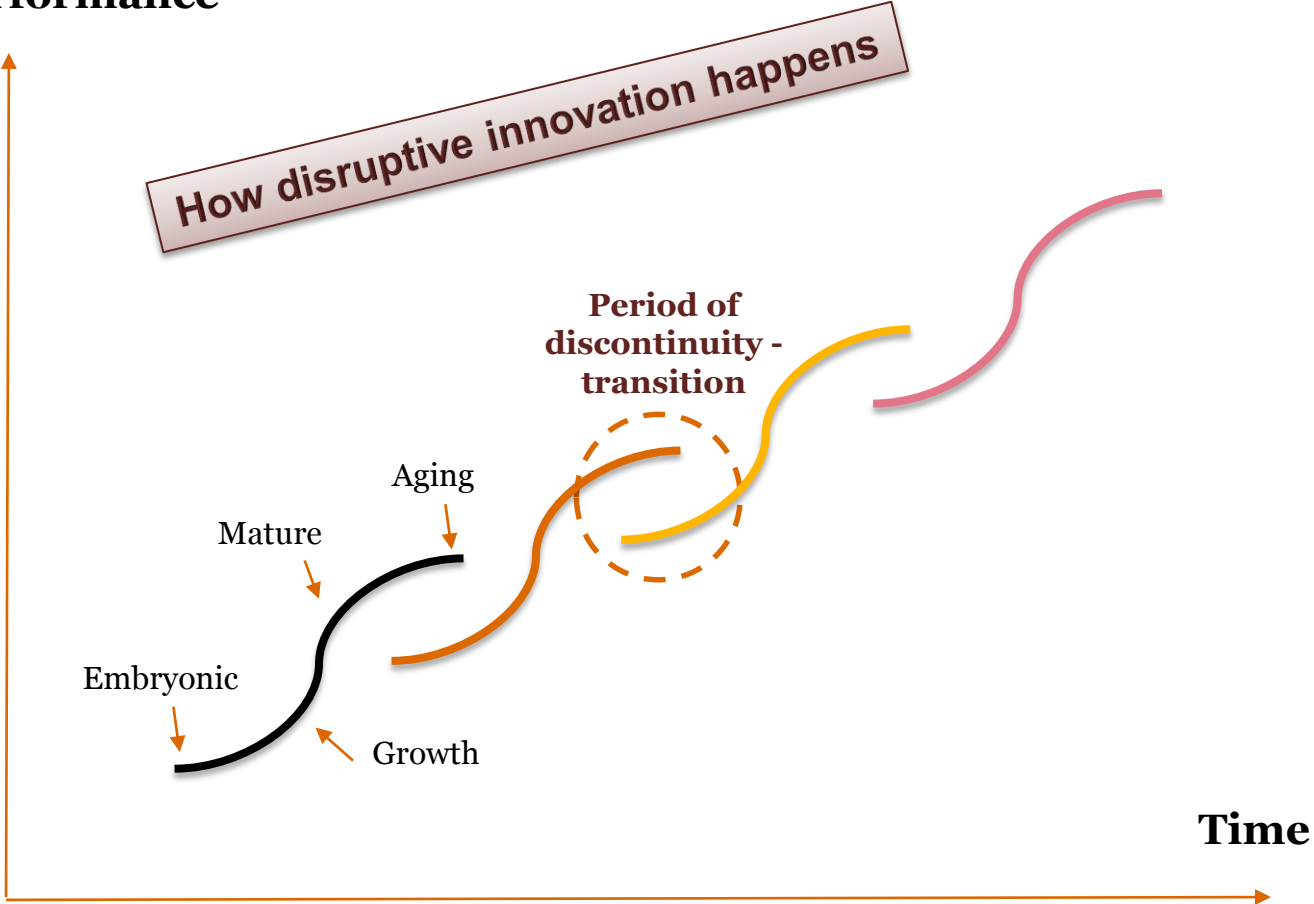 How disruptive innovation happens
Period of
discontinuity -
transition
Aging
Mature
Embryonic
Growth
Time